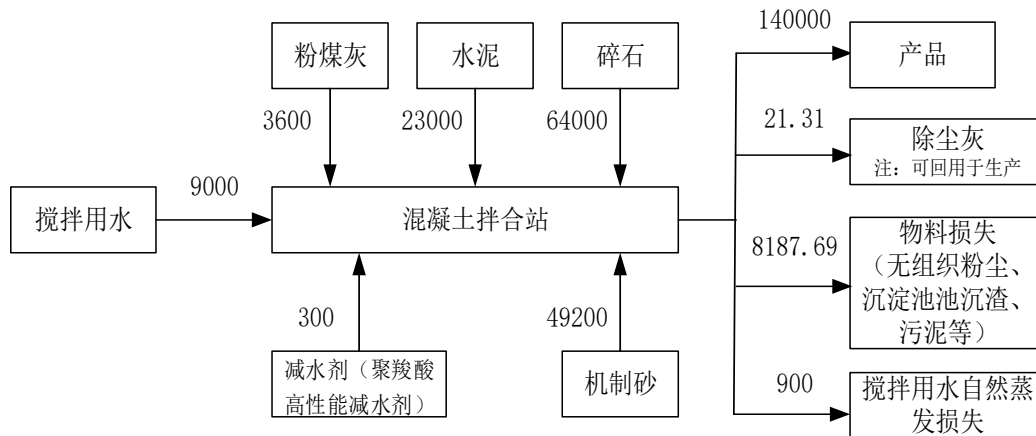 140000
粉煤灰
水泥
碎石
产品
3600
23000
64000
21.31
除尘灰
注：可回用于生产
9000
搅拌用水
混凝土拌合站
8187.69
物料损失
（无组织粉尘、
沉淀池池沉渣、
污泥等）
300
49200
减水剂（聚羧酸
高性能减水剂）
机制砂
900
搅拌用水自然蒸
发损失